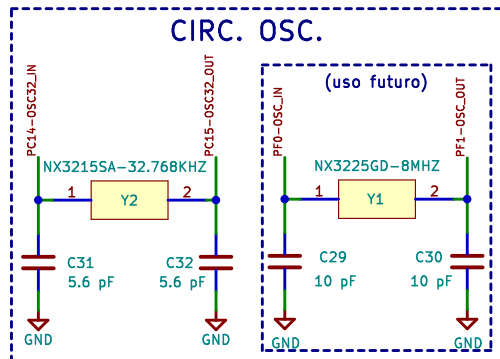 CIRC. OSC.
(uso futuro)
PC14-OSC32_IN
PC15-OSC32_OUT
PF0-OSC_IN
PF1-OSC_OUT
NX3215SA-32.768KHZ
NX3225GD-8MHZ
1 Y2 2
1 Y1 2
C31
5.6 pF
C32
5.6 pF
C29
10 pF
C30
10 pF
GND
GND
GND
GND